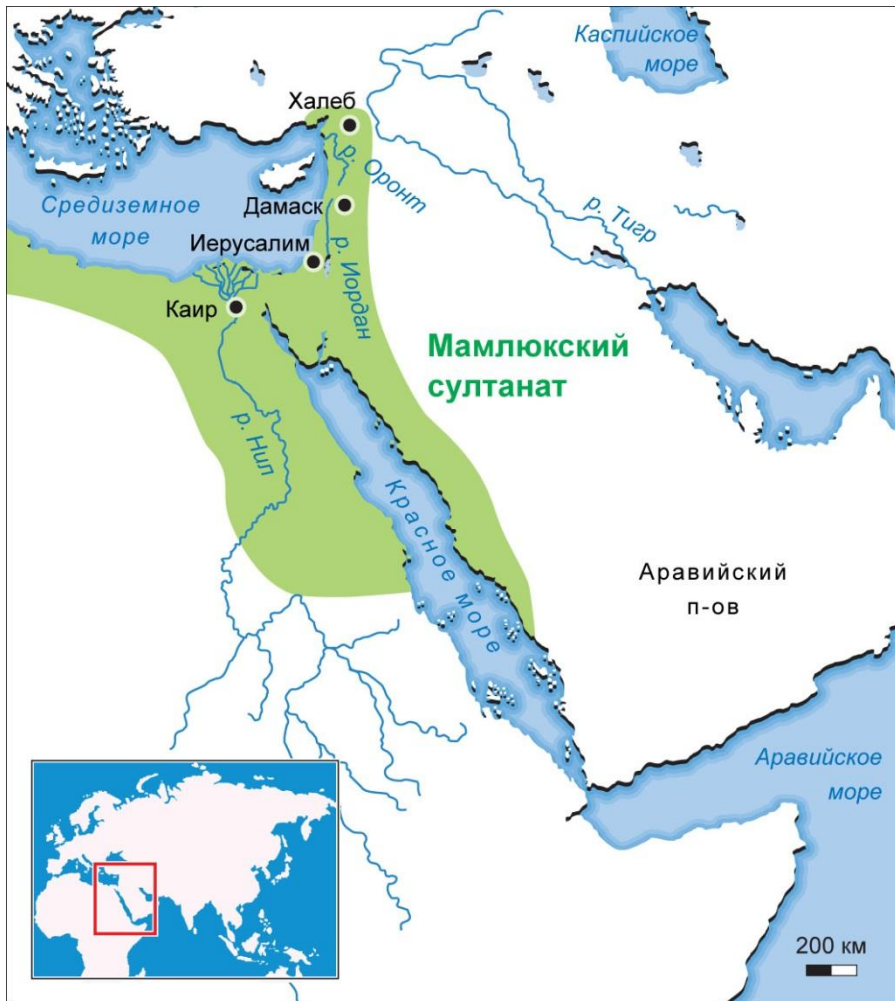 Каспийское
море
Халеб
р. Оронт
Средиземное
море
Дамаск
р. Тигр
Иерусалим
р. Иордан
Каир
Мамлюкский
султанат
р. Нил
Красное море
Аравийский
п-ов
Аравийское
море
200 км